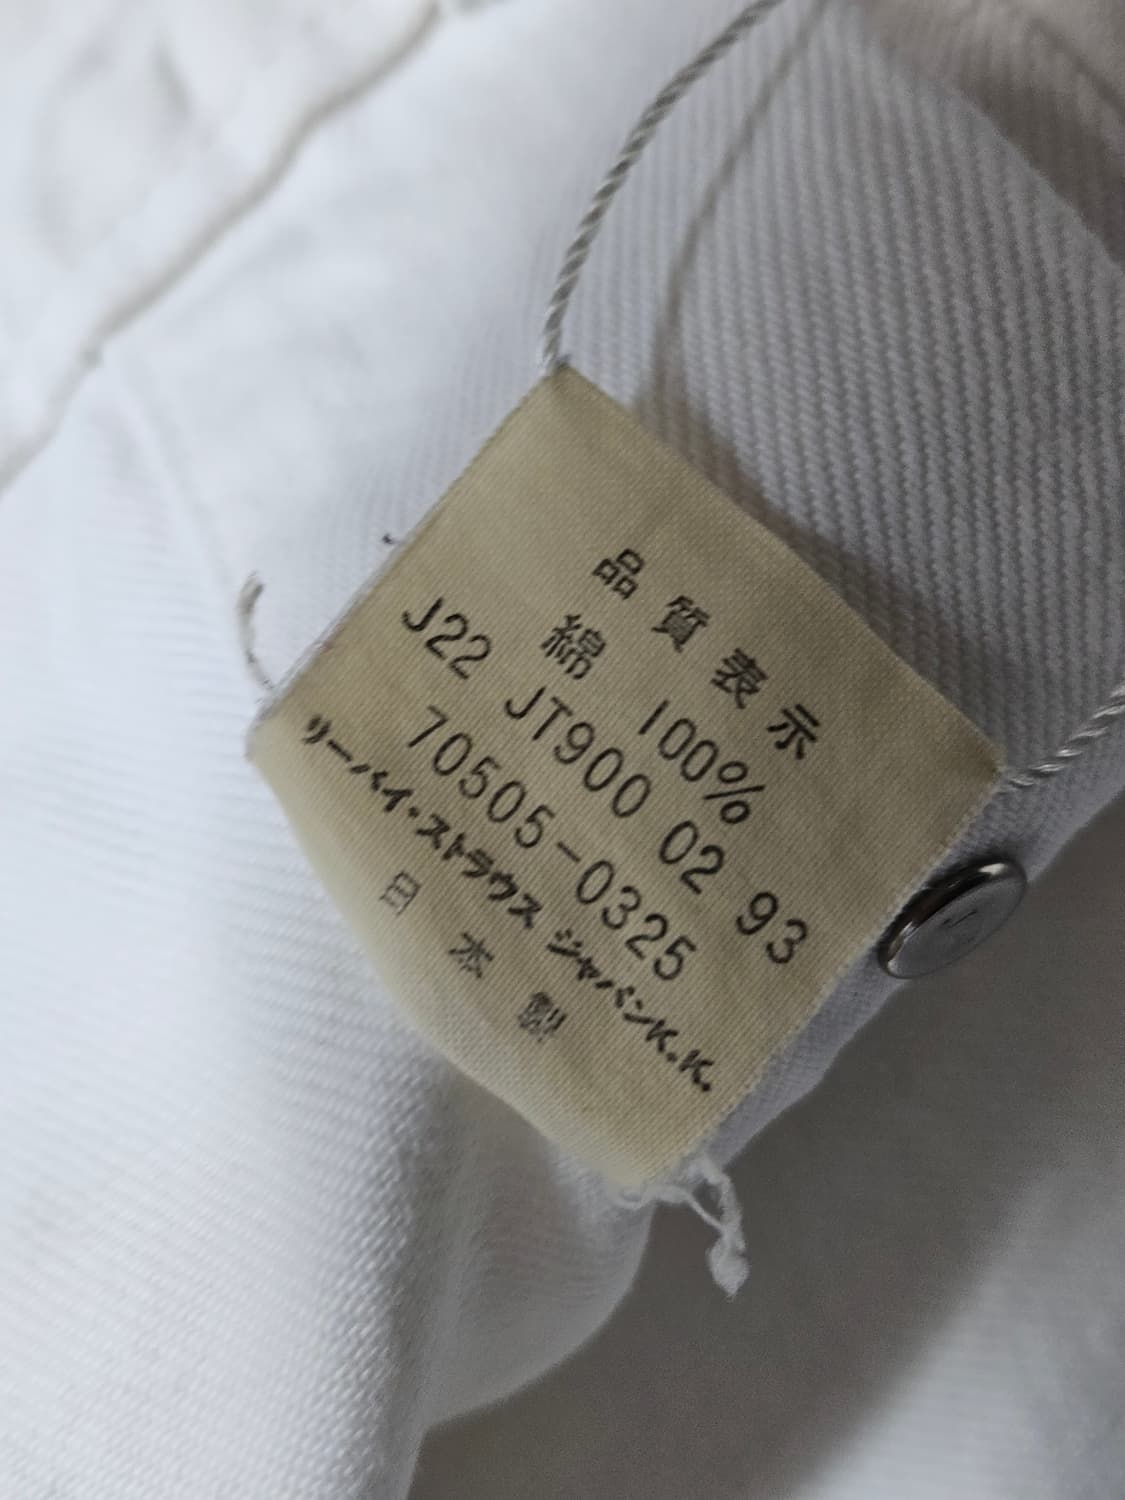 品質表示
綿 100%
J22 JT900 02 93
70505-0325
リーバイ・ストラウス ジャパンK.K.
日本製